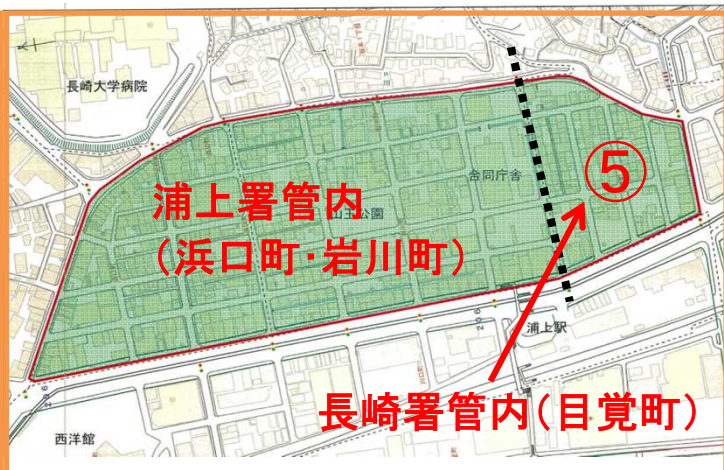 長崎大学病院
浦上署管内
(浜口町・岩川町)
山王公園
合同庁舎
⑤
206
浦上駅
長崎署管内(目覚町)
206
西洋館